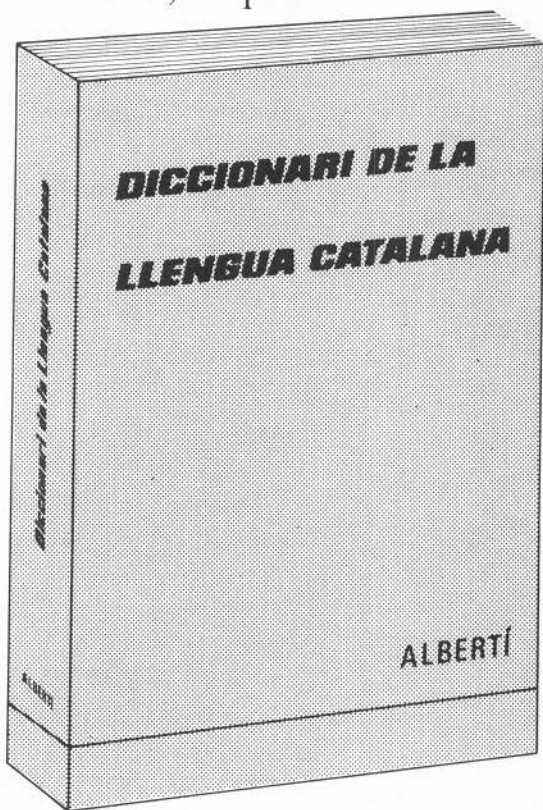 DICCIONARI DE LA
LLENGUA CATALANA
ALBERTÍ
Diccionari de la Llengua Catalana
ALBERTÍ